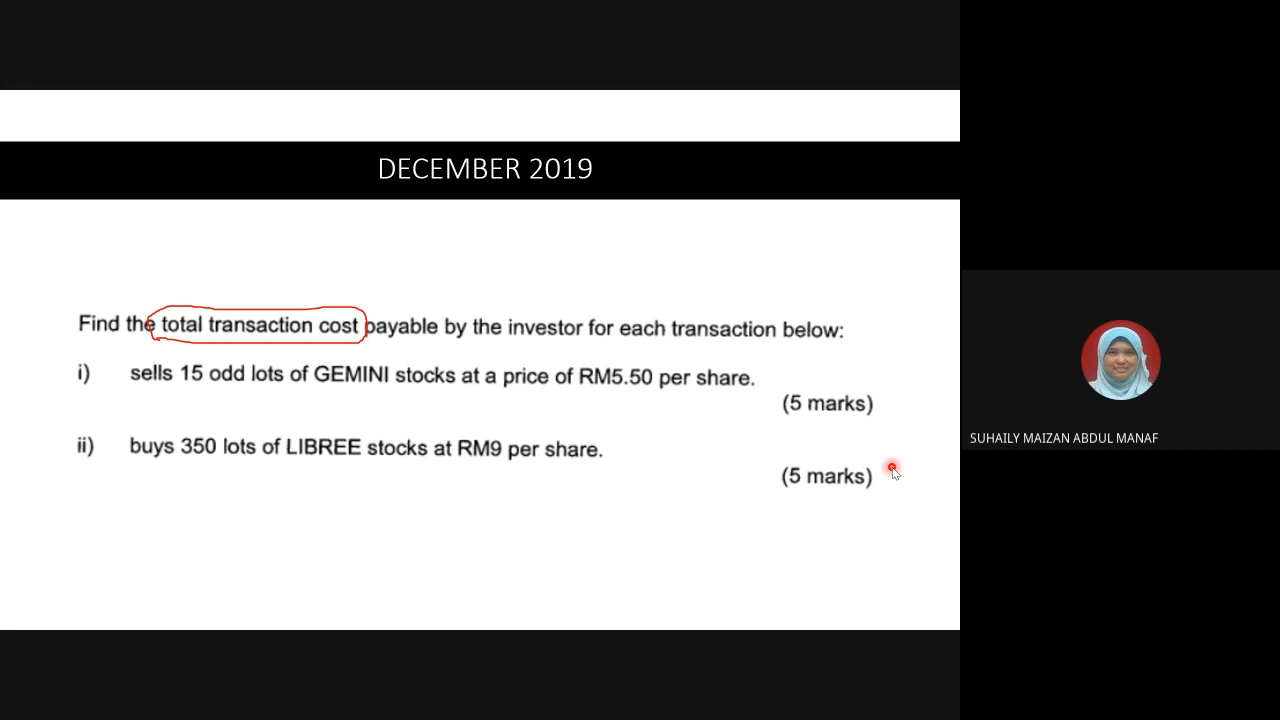 DECEMBER 2019
Find the total transaction cost payable by the investor for each transaction below:
i) sells 15 odd lots of GEMINI stocks at a price of RM5.50 per share.
(5 marks)
ii) buys 350 lots of LIBREE stocks at RM9 per share.
(5 marks)
SUHAILY MAIZAN ABDUL MANAF